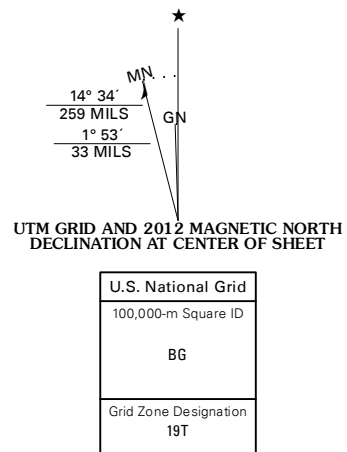 ★
MN
14° 34´
259 MILS
GN
1° 53´
33 MILS
UTM GRID AND 2012 MAGNETIC NORTH
DECLINATION AT CENTER OF SHEET
U.S. National Grid
100,000-m Square ID
BG
Grid Zone Designation
19T